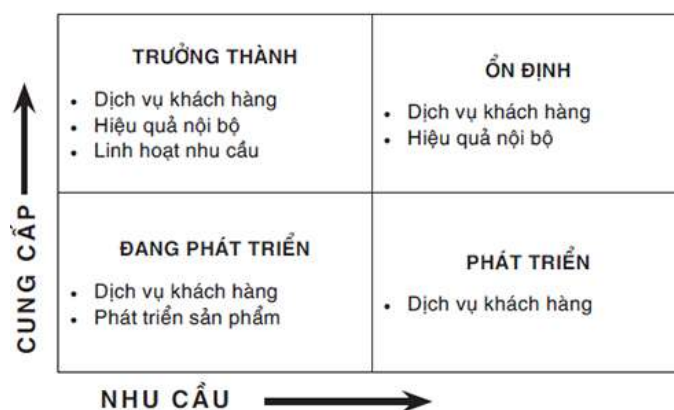 TRƯỞNG THÀNH
• Dịch vụ khách hàng
• Hiệu quả nội bộ
• Linh hoạt nhu cầu
ỔN ĐỊNH
• Dịch vụ khách hàng
• Hiệu quả nội bộ
ĐANG PHÁT TRIỂN
• Dịch vụ khách hàng
• Phát triển sản phẩm
PHÁT TRIỂN
• Dịch vụ khách hàng
CUNG CẤP
NHU CẦU